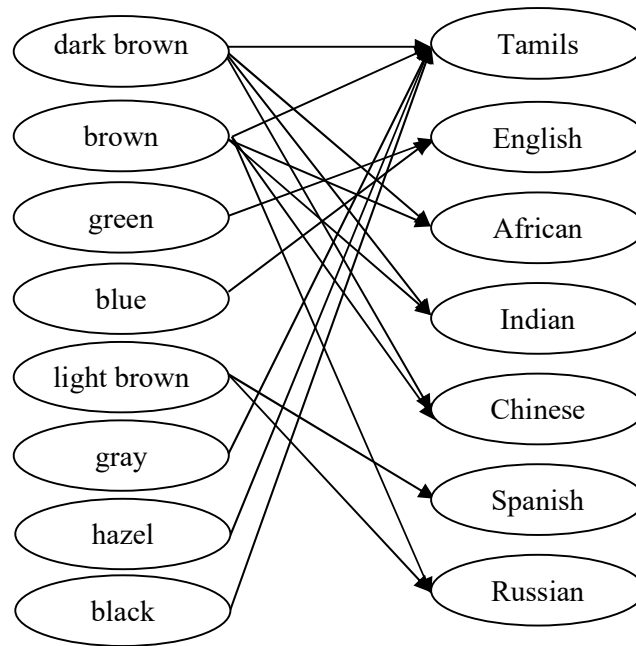 dark brown
brown
green
blue
light brown
gray
hazel
black
Tamils
English
African
Indian
Chinese
Spanish
Russian